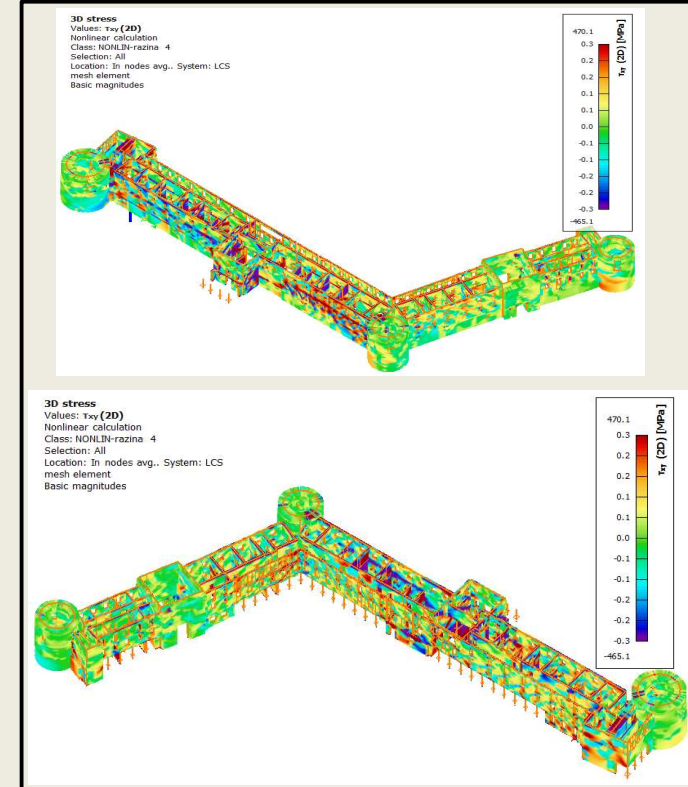 3D stress
Values: τxy (2D)
Nonlinear calculation
Class: NONLIN-razina 4
Selection: All
Location: In nodes avg.. System: LCS
mesh element
Basic magnitudes
470.1
0.3
0.2
0.2
0.1
0.1
0.0
-0.1
-0.1
-0.2
-0.2
-0.3
-465.1
τxy (2D) [MPa]
3D stress
Values: τxy (2D)
Nonlinear calculation
Class: NONLIN-razina 4
Selection: All
Location: In nodes avg.. System: LCS
mesh element
Basic magnitudes
470.1
0.3
0.2
0.2
0.1
0.1
0.0
-0.1
-0.1
-0.2
-0.2
-0.3
-465.1
τxy (2D) [MPa]